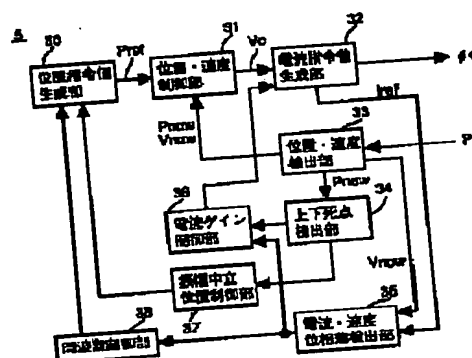 5
30
位置指令値
生成部
Pref
31
位置・速度
制御部
Vc
32
電流指令値
生成部
Iref
33
位置・速度
検出部
Pnow
Vnow
Pnow
34
上下死点
検出部
36
電流ゲイン
制御部
Vnow
振幅中立
位置制御部
37
35
電流・速度
位相差検出部
38
周波数制御部